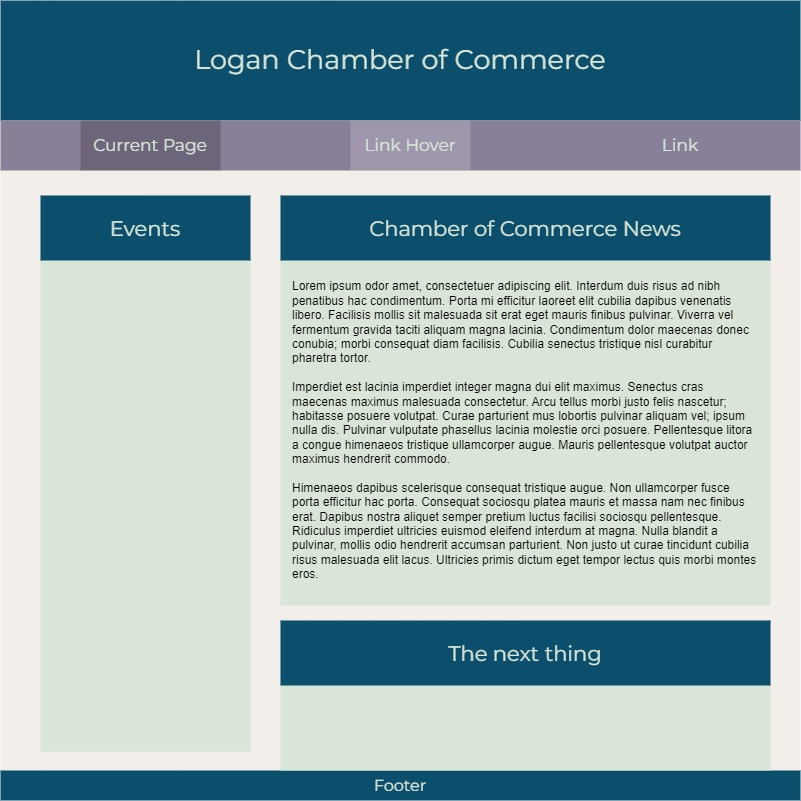 Logan Chamber of Commerce
Current Page
Link Hover
Link
Events
Chamber of Commerce News
Lorem ipsum odor amet, consectetuer adipiscing elit. Interdum duis risus ad nibh
penatibus hac condimentum. Porta mi efficitur laoreet elit cubilia dapibus venenatis
libero. Facilisis mollis sit malesuada sit erat eget mauris finibus pulvinar. Viverra vel
fermentum gravida taciti aliquam magna lacinia. Condimentum dolor maecenas donec
conubia; morbi consequat diam facilisis. Cubilia senectus tristique nisl curabitur
pharetra tortor.
Imperdiet est lacinia imperdiet integer magna dui elit maximus. Senectus cras
maecenas maximus malesuada consectetur. Arcu tellus morbi justo felis nascetur;
habitasse posuere volutpat. Curae parturient mus lobortis pulvinar aliquam vel; ipsum
nulla dis. Pulvinar vulputate phasellus lacinia molestie orci posuere. Pellentesque litora
a congue himenaeos tristique ullamcorper augue. Mauris pellentesque volutpat auctor
maximus hendrerit commodo.
Himenaeos dapibus scelerisque consequat tristique augue. Non ullamcorper fusce
porta efficitur hac porta. Consequat sociosqu platea mauris et massa nam nec finibus
erat. Dapibus nostra aliquet semper pretium luctus facilisi sociosqu pellentesque.
Ridiculus imperdiet ultricies euismod eleifend interdum at magna. Nulla blandit a
pulvinar, mollis odio hendrerit accumsan parturient. Non justo ut curae tincidunt cubilia
risus malesuada elit lacus. Ultricies primis dictum eget tempor lectus quis morbi montes
eros.
The next thing
Footer